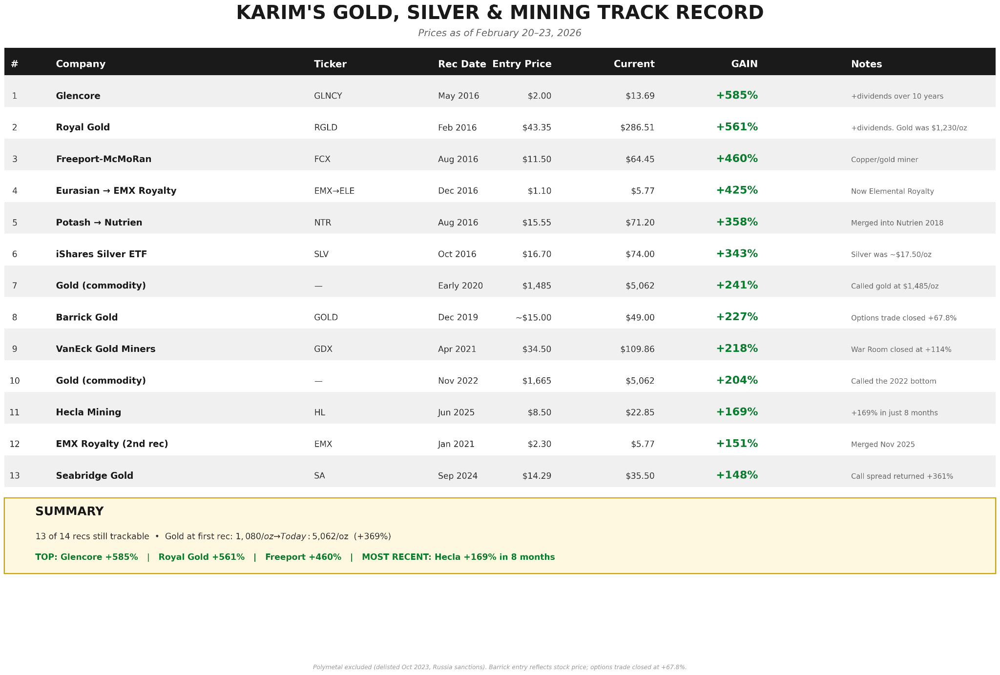 KARIM'S GOLD, SILVER & MINING TRACK RECORD
Prices as of February 20–23, 2026
# Company Ticker Rec Date Entry Price Current GAIN Notes
1 Glencore GLNCY May 2016 $2.00 $13.69 +585% +dividends over 10 years
2 Royal Gold RGLD Feb 2016 $43.35 $286.51 +561% +dividends. Gold was $1,230/oz
3 Freeport-McMoRan FCX Aug 2016 $11.50 $64.45 +460% Copper/gold miner
4 Eurasian → EMX Royalty EMX→ELE Dec 2016 $1.10 $5.77 +425% Now Elemental Royalty
5 Potash → Nutrien NTR Aug 2016 $15.55 $71.20 +358% Merged into Nutrien 2018
6 iShares Silver ETF SLV Oct 2016 $16.70 $74.00 +343% Silver was ~$17.50/oz
7 Gold (commodity) — Early 2020 $1,485 $5,062 +241% Called gold at $1,485/oz
8 Barrick Gold GOLD Dec 2019 ~$15.00 $49.00 +227% Options trade closed +67.8%
9 VanEck Gold Miners GDX Apr 2021 $34.50 $109.86 +218% War Room closed at +114%
10 Gold (commodity) — Nov 2022 $1,665 $5,062 +204% Called the 2022 bottom
11 Hecla Mining HL Jun 2025 $8.50 $22.85 +169% +169% in just 8 months
12 EMX Royalty (2nd rec) EMX Jan 2021 $2.30 $5.77 +151% Merged Nov 2025
13 Seabridge Gold SA Sep 2024 $14.29 $35.50 +148% Call spread returned +361%
SUMMARY
13 of 14 recs still trackable • Gold at first rec: 1,080/oz→Today:5,062/oz (+369%)
TOP: Glencore +585% | Royal Gold +561% | Freeport +460% | MOST RECENT: Hecla +169% in 8 months
Polymetal excluded (delisted Oct 2023, Russia sanctions). Barrick entry reflects stock price; options trade closed at +67.8%.